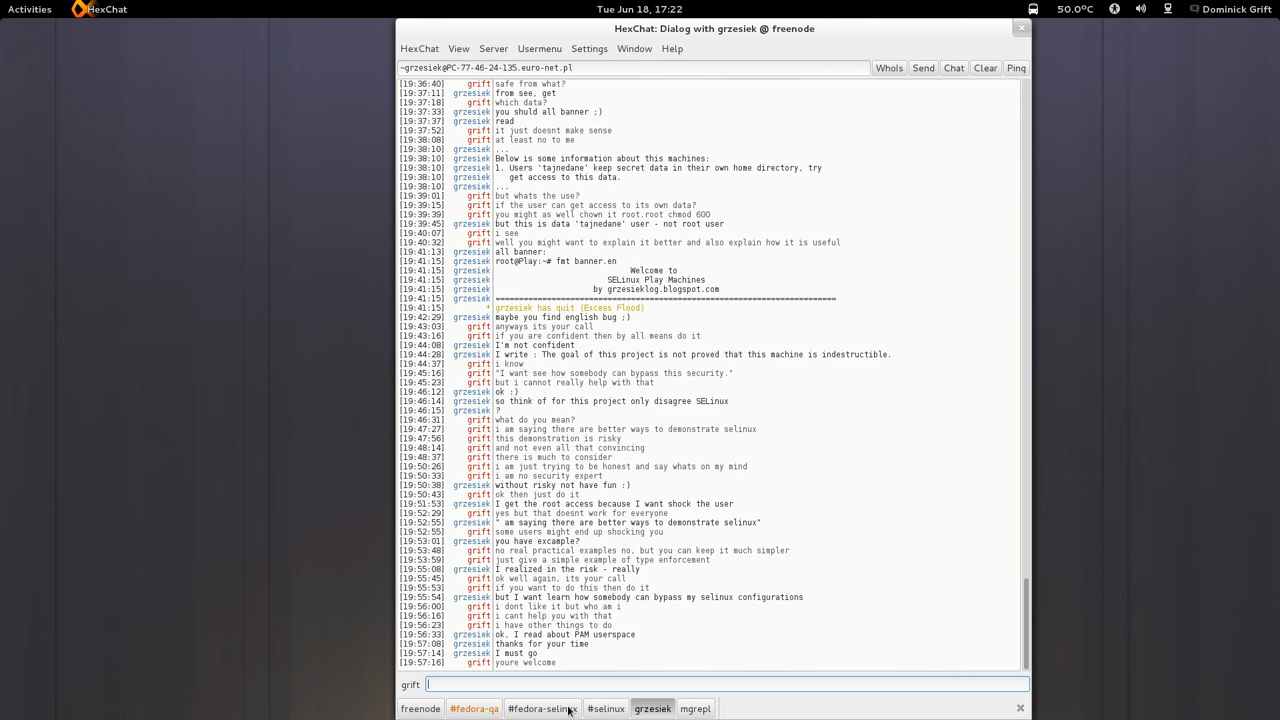 Activities HexChat Tue Jun 18, 17:22 50.0°C Dominick Grift
HexChat: Dialog with grzesiek @ freenode
HexChat View Server Usermenu Settings Window Help
~grzesiek@PC-77-46-24-135.euro-net.pl WhoIs Send Chat Clear Ping
[19:36:40] grift safe from what?
[19:37:11] grzesiek from see, get
[19:37:18] grift which data?
[19:37:33] grzesiek you shuld all banner ;)
[19:37:37] grzesiek read
[19:37:52] grift it just doesnt make sense
[19:38:08] grift at least no to me
[19:38:10] grzesiek ...
[19:38:10] grzesiek Below is some information about this machines:
[19:38:10] grzesiek 1. Users 'tajnedane' keep secret data in their own home directory, try
[19:38:10] grzesiek get access to this data.
[19:38:10] grzesiek ...
[19:39:01] grift but whats the use?
[19:39:15] grift if the user can get access to its own data?
[19:39:39] grift you might as well chown it root.root chmod 600
[19:39:45] grzesiek but this is data 'tajnedane' user - not root user
[19:40:07] grift i see
[19:40:32] grift well you might want to explain it better and also explain how it is useful
[19:41:13] grzesiek all banner:
[19:41:15] grzesiek root@Play:~# fmt banner.en
[19:41:15] grzesiek Welcome to
[19:41:15] grzesiek SELinux Play Machines
[19:41:15] grzesiek by grzesieklog.blogspot.com
[19:41:15] grzesiek =========================================================================
[19:41:15] * grzesiek has quit (Excess Flood)
[19:42:29] grzesiek maybe you find english bug ;)
[19:43:03] grift anyways its your call
[19:43:16] grift if you are confident then by all means do it
[19:44:08] grzesiek I'm not confident
[19:44:28] grzesiek I write : The goal of this project is not proved that this machine is indestructible.
[19:44:37] grift i know
[19:45:16] grift "I want see how somebody can bypass this security."
[19:45:23] grift but i cannot really help with that
[19:46:12] grzesiek ok :)
[19:46:14] grzesiek so think of for this project only disagree SELinux
[19:46:15] grzesiek ?
[19:46:31] grift what do you mean?
[19:47:27] grift i am saying there are better ways to demonstrate selinux
[19:47:56] grift this demonstration is risky
[19:48:14] grift and not even all that convincing
[19:48:37] grift there is much to consider
[19:50:26] grift i am just trying to be honest and say whats on my mind
[19:50:33] grift i am no security expert
[19:50:38] grzesiek without risky not have fun :)
[19:50:43] grift ok then just do it
[19:51:53] grzesiek I get the root access because I want shock the user
[19:52:29] grift yes but that doesnt work for everyone
[19:52:55] grzesiek " am saying there are better ways to demonstrate selinux"
[19:52:55] grift some users might end up shocking you
[19:53:01] grzesiek you have excample?
[19:53:48] grift no real practical examples no, but you can keep it much simpler
[19:53:59] grift just give a simple example of type enforcement
[19:55:08] grzesiek I realized in the risk - really
[19:55:45] grift ok well again, its your call
[19:55:53] grift if you want to do this then do it
[19:55:54] grzesiek but I want learn how somebody can bypass my selinux configurations
[19:56:00] grift i dont like it but who am i
[19:56:16] grift i cant help you with that
[19:56:23] grift i have other things to do
[19:56:33] grzesiek ok, I read about PAM userspace
[19:57:08] grzesiek thanks for your time
[19:57:14] grzesiek I must go
[19:57:16] grift youre welcome
grift
freenode #fedora-qa #fedora-selinux #selinux grzesiek mgrepl